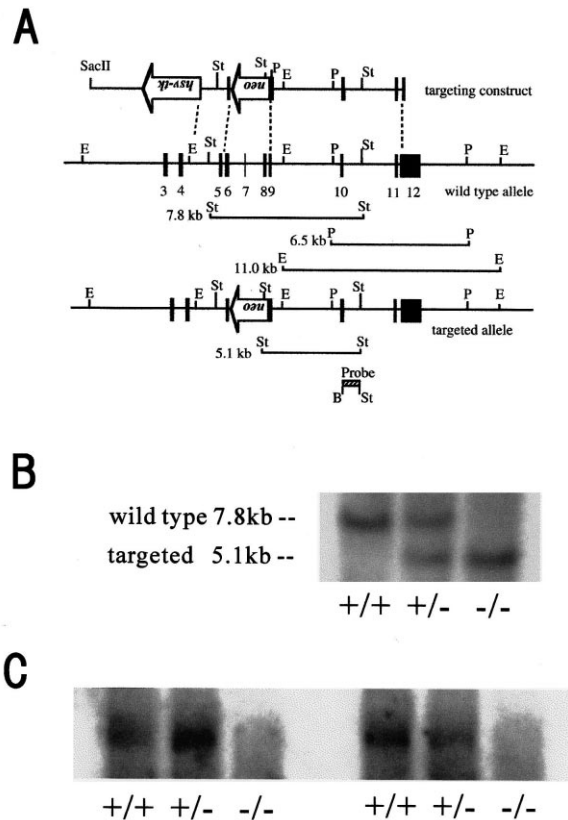 A
SacII
hsv-tk
St
neo
St
P
E
P
St
targeting construct
E
E
St
E
P
St
P
E
wild type allele
3 4 5 6 7 8 9 10 11 12
7.8 kb
St
St
6.5 kb
P
P
11.0 kb
E
E
E
E
St
neo
St
E
P
St
P
E
targeted allele
5.1 kb
St
St
Probe
B
St
B
wild type 7.8kb --
targeted 5.1kb --
+/+ +/- -/-
C
+/+ +/- -/- +/+ +/- -/-